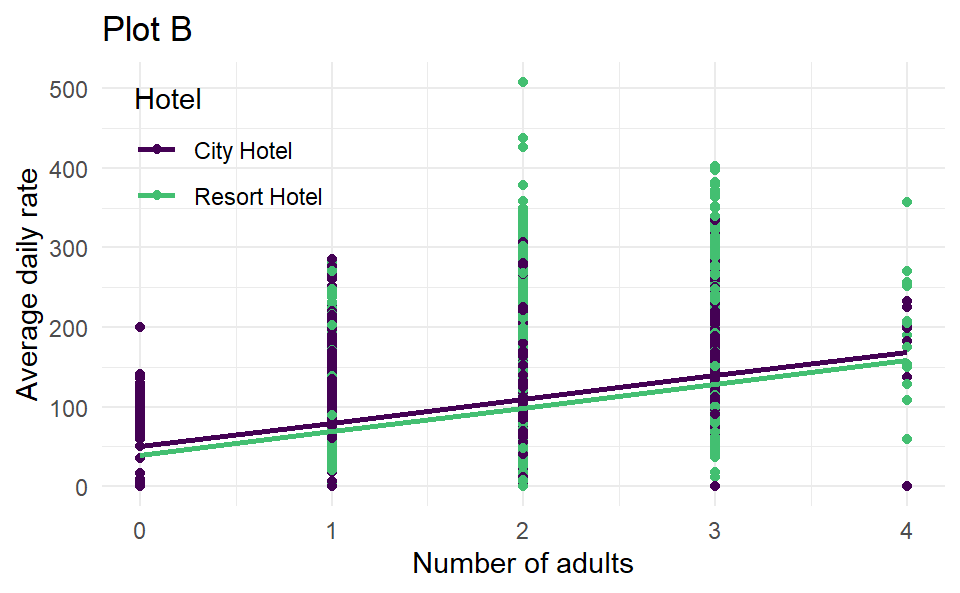 Plot B
Average daily rate
500
400
300
200
100
0
Hotel
City Hotel
Resort Hotel
0 1 2 3 4
Number of adults